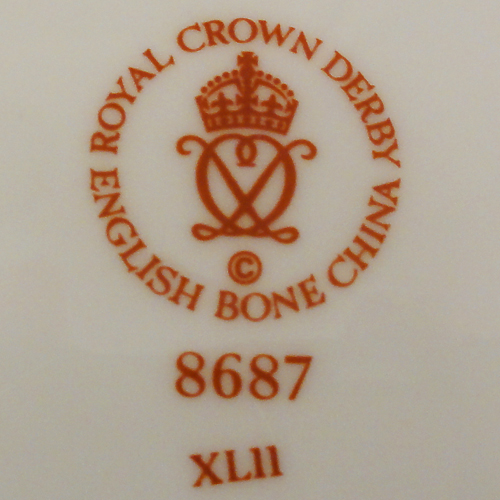 ROYAL CROWN DERBY
©
ENGLISH BONE CHINA
8687
XLII